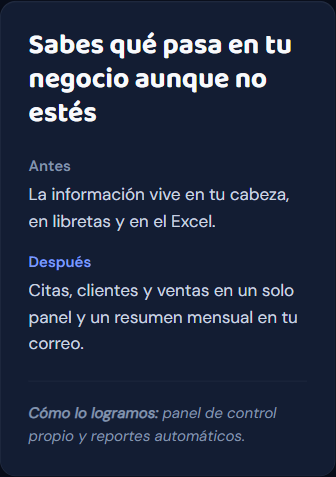 Sabes qué pasa en tu
negocio aunque no
estés
Antes
La información vive en tu cabeza,
en libretas y en el Excel.
Después
Citas, clientes y ventas en un solo
panel y un resumen mensual en tu
correo.
Cómo lo logramos: panel de control
propio y reportes automáticos.